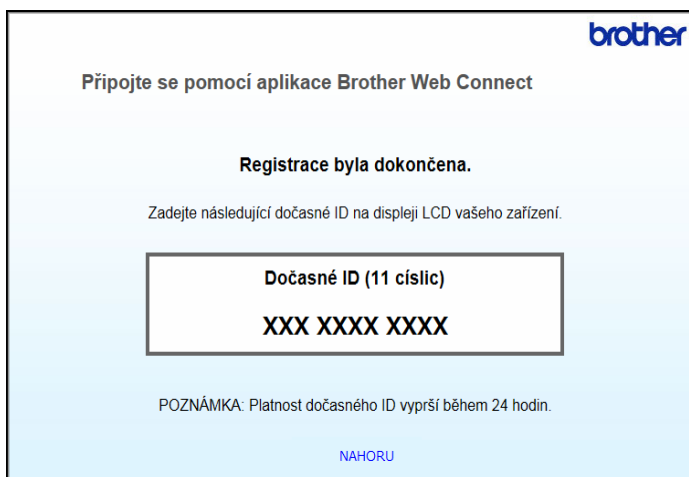 brother
Připojte se pomocí aplikace Brother Web Connect
Registrace byla dokončena.
Zadejte následující dočasné ID na displeji LCD vašeho zařízení.
Dočasné ID (11 císlic)
XXX XXXX XXXX
POZNÁMKA: Platnost dočasného ID vyprší během 24 hodin.
NAHORU